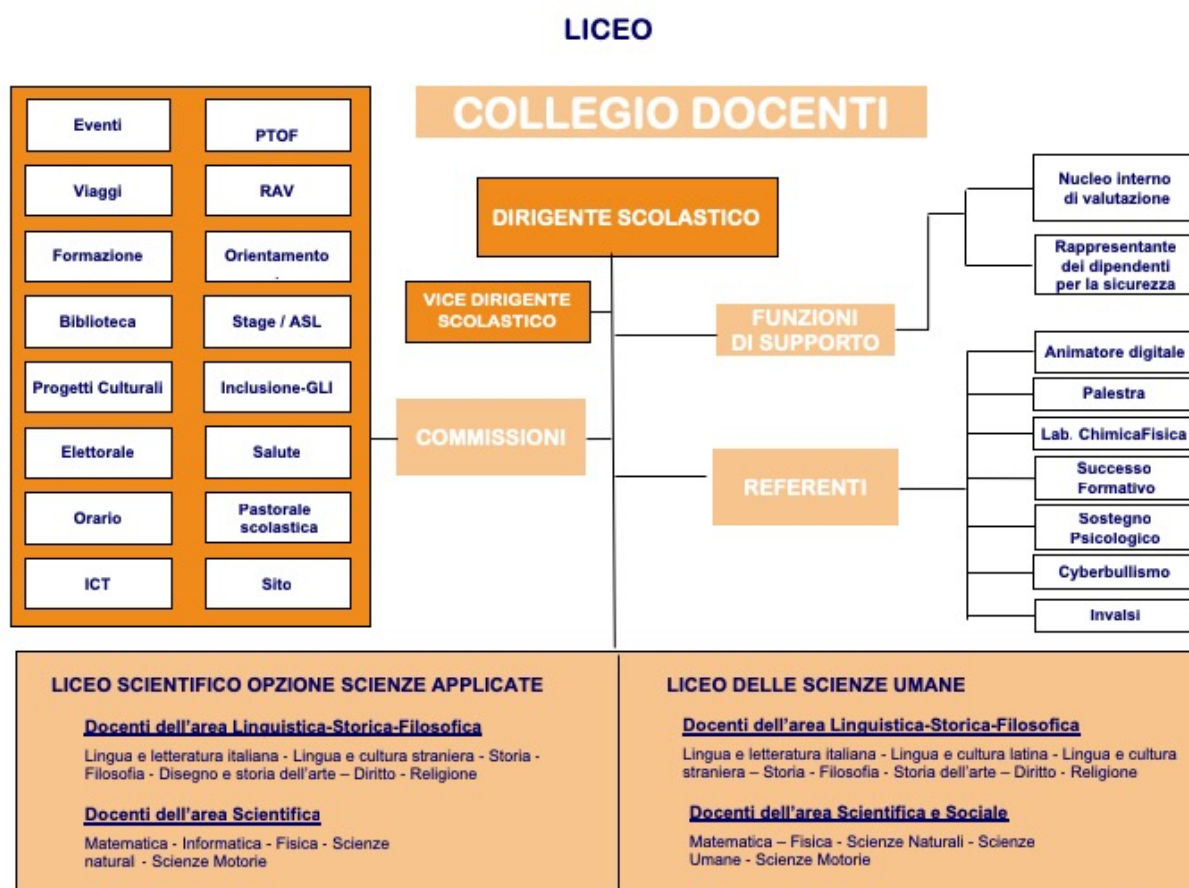 LICEO
COLLEGIO DOCENTI
Eventi
PTOF
Viaggi
RAV
Formazione
Orientamento
.
Biblioteca
Stage / ASL
Progetti Culturali
Inclusione-GLI
Elettorale
Salute
Orario
Pastorale
scolastica
ICT
Sito
DIRIGENTE SCOLASTICO
VICE DIRIGENTE
SCOLASTICO
COMMISSIONI
FUNZIONI
DI SUPPORTO
REFERENTI
Nucleo interno
di valutazione
Rappresentante
dei dipendenti
per la sicurezza
Animatore digitale
Palestra
Lab. ChimicaFisica
Successo
Formativo
Sostegno
Psicologico
Cyberbullismo
Invalsi
LICEO SCIENTIFICO OPZIONE SCIENZE APPLICATE
Docenti dell'area Linguistica-Storica-Filosofica
Lingua e letteratura italiana - Lingua e cultura straniera - Storia -
Filosofia - Disegno e storia dell'arte – Diritto - Religione
Docenti dell'area Scientifica
Matematica - Informatica - Fisica - Scienze
natural - Scienze Motorie
LICEO DELLE SCIENZE UMANE
Docenti dell'area Linguistica-Storica-Filosofica
Lingua e letteratura italiana - Lingua e cultura latina - Lingua e cultura
straniera – Storia - Filosofia - Storia dell'arte – Diritto - Religione
Docenti dell'area Scientifica e Sociale
Matematica – Fisica - Scienze Naturali - Scienze
Umane - Scienze Motorie